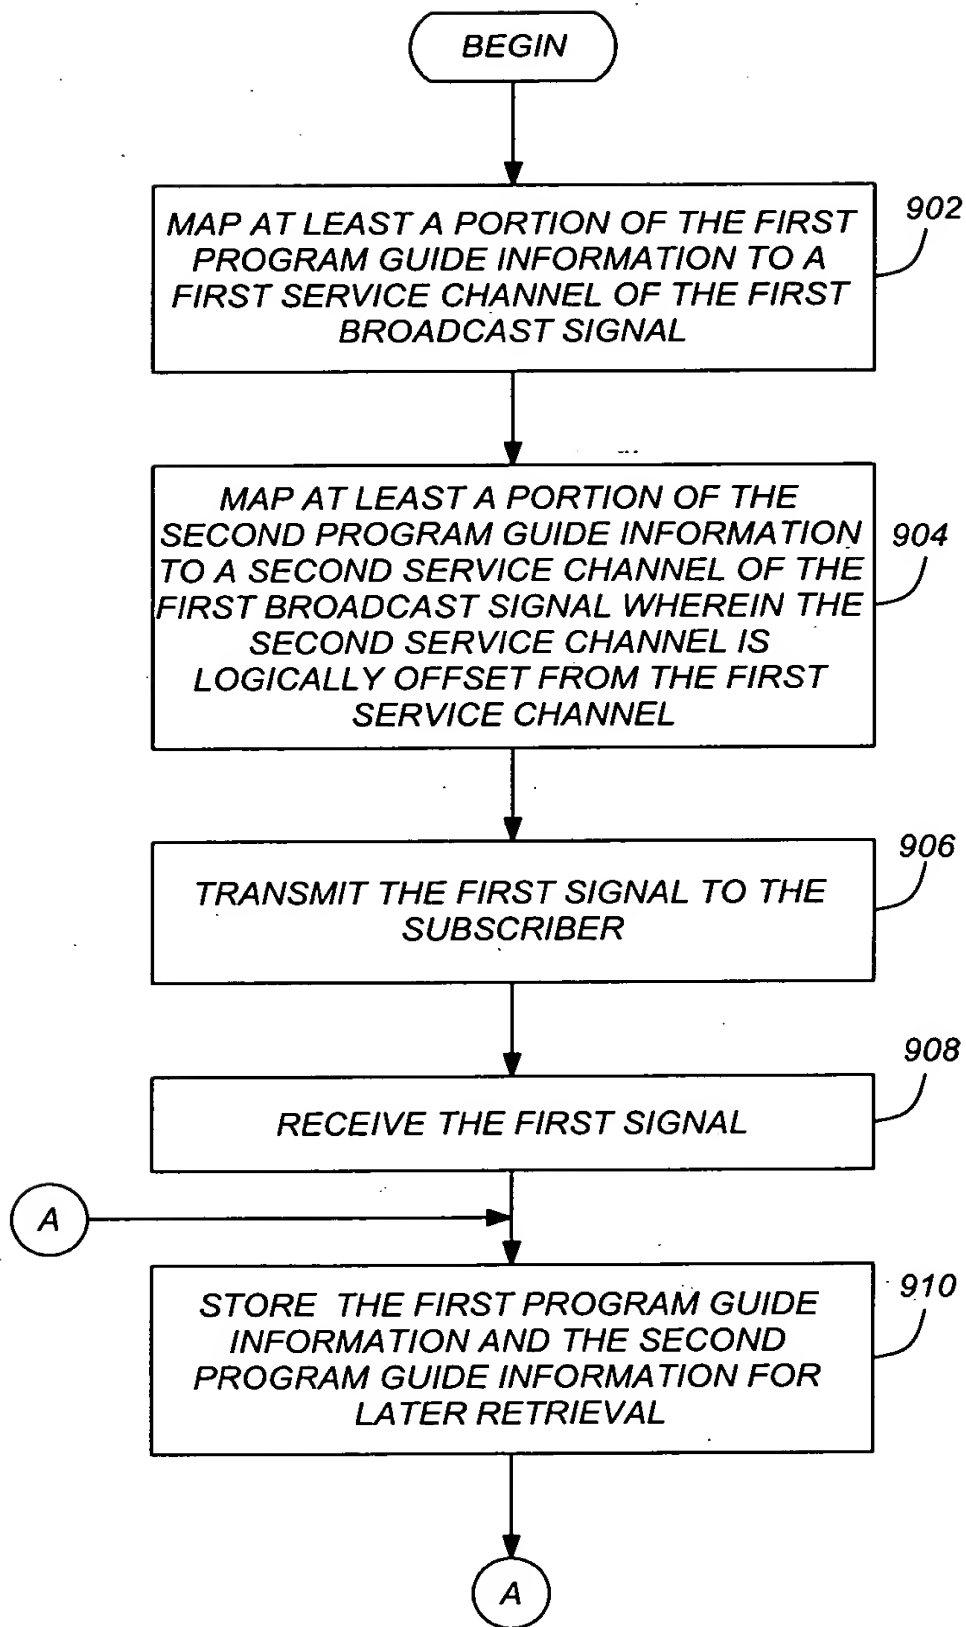 BEGIN
MAP AT LEAST A PORTION OF THE FIRST
PROGRAM GUIDE INFORMATION TO A
FIRST SERVICE CHANNEL OF THE FIRST
BROADCAST SIGNAL
902
MAP AT LEAST A PORTION OF THE
SECOND PROGRAM GUIDE INFORMATION
TO A SECOND SERVICE CHANNEL OF THE
FIRST BROADCAST SIGNAL WHEREIN THE
SECOND SERVICE CHANNEL IS
LOGICALLY OFFSET FROM THE FIRST
SERVICE CHANNEL
904
TRANSMIT THE FIRST SIGNAL TO THE
SUBSCRIBER
906
RECEIVE THE FIRST SIGNAL
908
A
STORE THE FIRST PROGRAM GUIDE
INFORMATION AND THE SECOND
PROGRAM GUIDE INFORMATION FOR
LATER RETRIEVAL
910
A